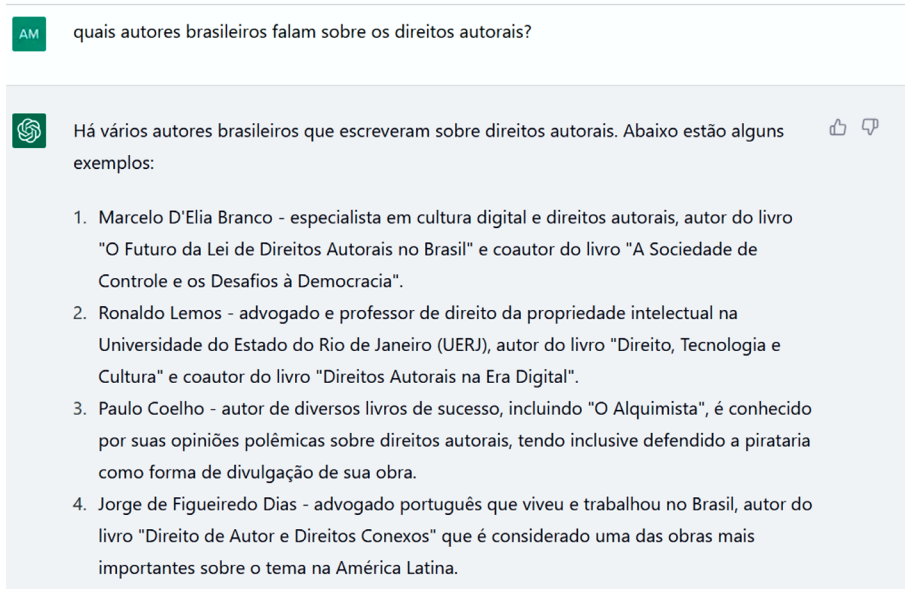 AM
quais autores brasileiros falam sobre os direitos autorais?
Há vários autores brasileiros que escreveram sobre direitos autorais. Abaixo estão alguns
exemplos:
1. Marcelo D'Elia Branco - especialista em cultura digital e direitos autorais, autor do livro
"O Futuro da Lei de Direitos Autorais no Brasil" e coautor do livro "A Sociedade de
Controle e os Desafios à Democracia".
2. Ronaldo Lemos - advogado e professor de direito da propriedade intelectual na
Universidade do Estado do Rio de Janeiro (UERJ), autor do livro "Direito, Tecnologia e
Cultura" e coautor do livro "Direitos Autorais na Era Digital".
3. Paulo Coelho - autor de diversos livros de sucesso, incluindo "O Alquimista", é conhecido
por suas opiniões polêmicas sobre direitos autorais, tendo inclusive defendido a pirataria
como forma de divulgação de sua obra.
4. Jorge de Figueiredo Dias - advogado português que viveu e trabalhou no Brasil, autor do
livro "Direito de Autor e Direitos Conexos" que é considerado uma das obras mais
importantes sobre o tema na América Latina.